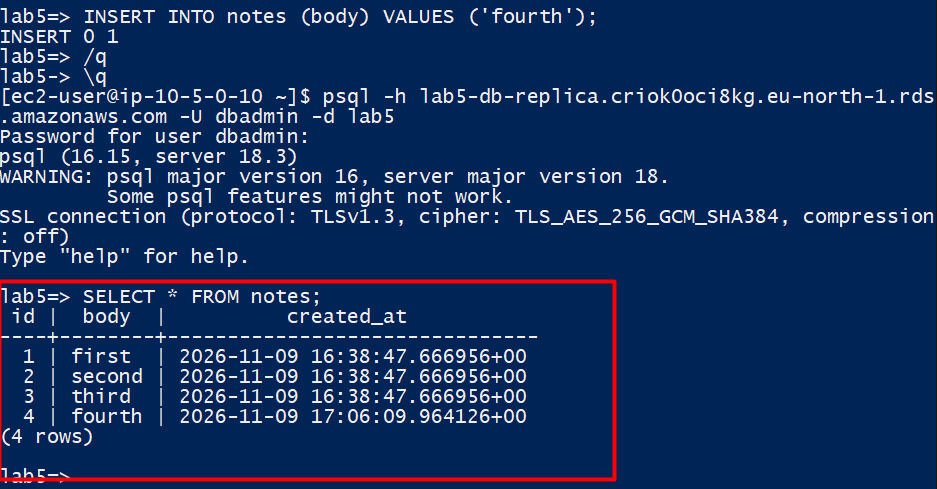 lab5=> INSERT INTO notes (body) VALUES ('fourth');
INSERT 0 1
lab5=> /q
lab5-> \q
[ec2-user@ip-10-5-0-10 ~]$ psql -h lab5-db-replica.criok0oci8kg.eu-north-1.rds
.amazonaws.com -U dbadmin -d lab5
Password for user dbadmin:
psql (16.15, server 18.3)
WARNING: psql major version 16, server major version 18.
         Some psql features might not work.
SSL connection (protocol: TLSv1.3, cipher: TLS_AES_256_GCM_SHA384, compression
: off)
Type "help" for help.
lab5=> SELECT * FROM notes;
 id |  body  |          created_at
----+--------+-------------------------------
  1 | first  | 2026-11-09 16:38:47.666956+00
  2 | second | 2026-11-09 16:38:47.666956+00
  3 | third  | 2026-11-09 16:38:47.666956+00
  4 | fourth | 2026-11-09 17:06:09.964126+00
(4 rows)
lab5=>